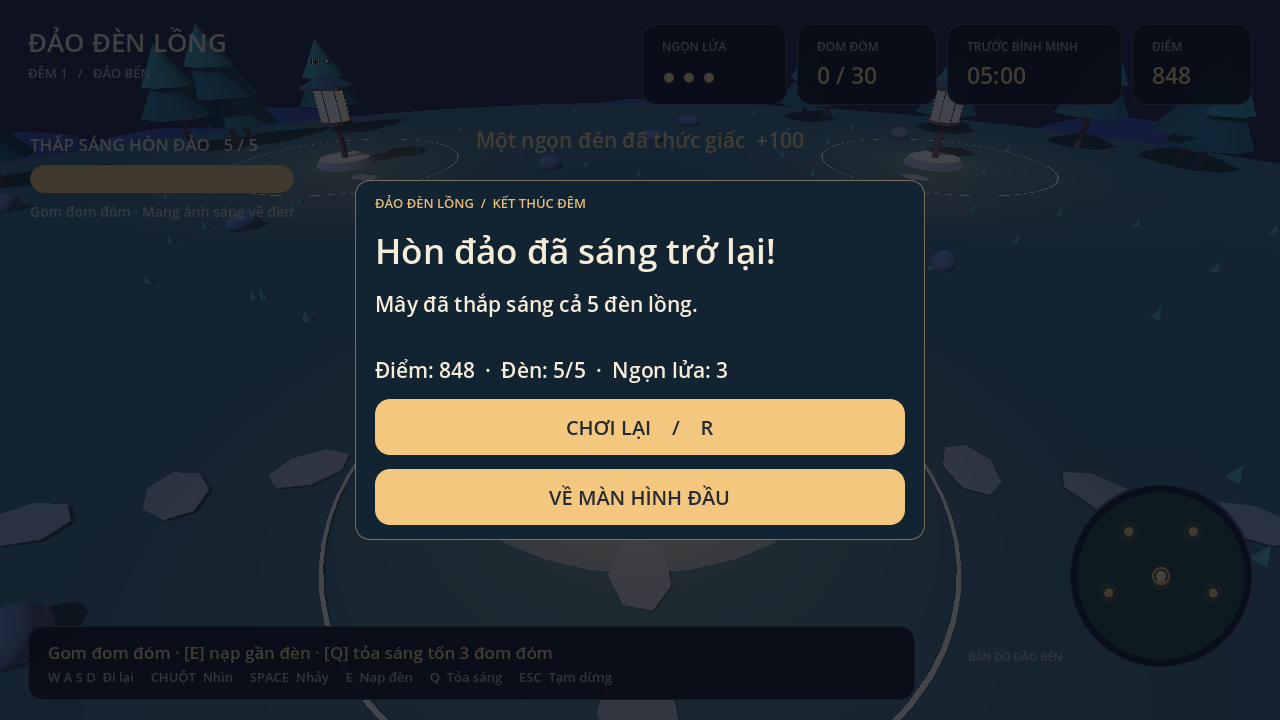 ĐẢO ĐÈN LỒNG
ĐÊM 1 / ĐẢO BẾN
NGỌN LỬA
ĐOM ĐÓM
0 / 30
TRƯỚC BÌNH MINH
05:00
ĐIỂM
848
THẮP SÁNG HÒN ĐẢO 5 / 5
Gom đom đóm · Mang ánh sáng về đèn
Một ngọn đèn đã thức giấc +100
ĐẢO ĐÈN LỒNG / KẾT THÚC ĐÊM
Hòn đảo đã sáng trở lại!
Mây đã thắp sáng cả 5 đèn lồng.
Điểm: 848 · Đèn: 5/5 · Ngọn lửa: 3
CHƠI LẠI / R
VỀ MÀN HÌNH ĐẦU
Gom đom đóm · [E] nạp gần đèn · [Q] tỏa sáng tốn 3 đom đóm
W A S D Đi lại CHUỘT Nhìn SPACE Nhảy E Nạp đèn Q Tỏa sáng ESC Tạm dừng
BẢN ĐỒ ĐẢO BẾN